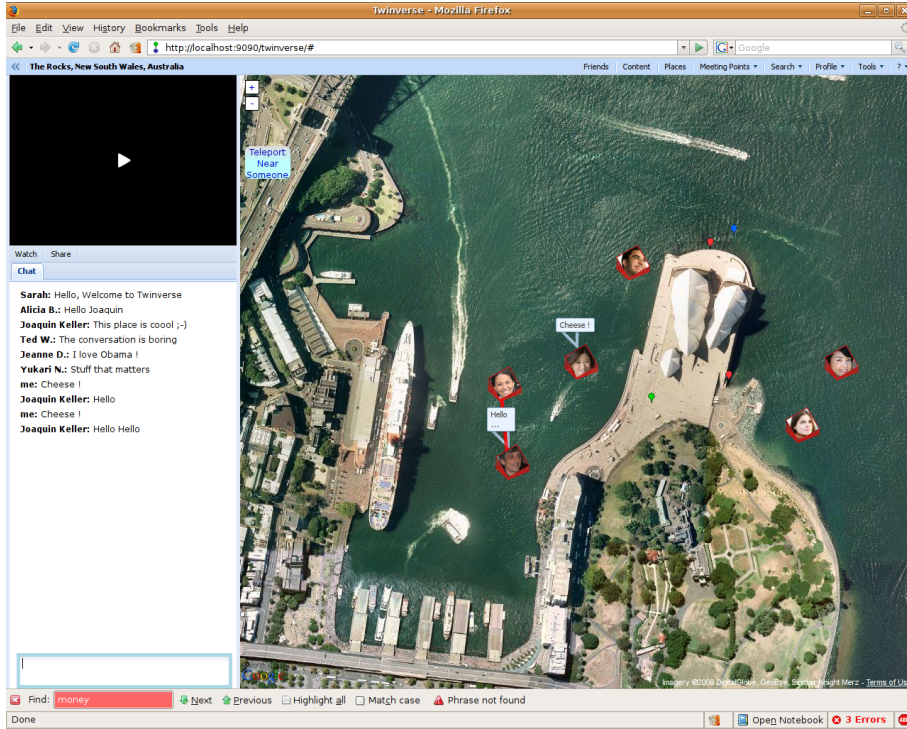 Twinverse - Mozilla Firefox
File Edit View History Bookmarks Tools Help
http://localhost:9090/twinverse/#
G Google
The Rocks, New South Wales, Australia
Friends Content Places Meeting Points Search Profile Tools ?
+
-
Teleport
Near
Someone
Watch Share
Chat
Sarah: Hello, Welcome to Twinverse
Alicia B.: Hello Joaquin
Joaquin Keller: This place is coool ;-)
Ted W.: The conversation is boring
Jeanne D.: I love Obama !
Yukari N.: Stuff that matters
me: Cheese !
Joaquin Keller: Hello
me: Cheese !
Joaquin Keller: Hello Hello
Cheese !
Hello
...
Google
Imagery ©2008 DigitalGlobe, GeoEye, Sinclair Knight Merz - Terms of Us
Find: money Next Previous Highlight all Match case Phrase not found
Done
Open Notebook 3 Errors ABP